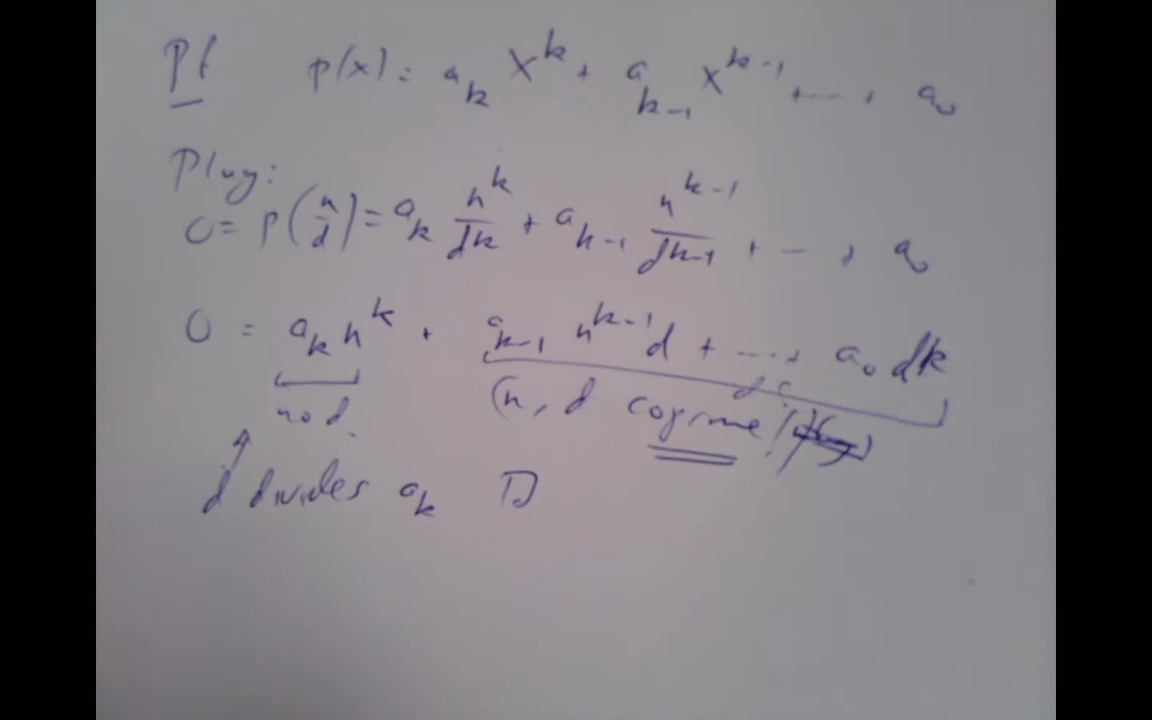 Pf p(x) = a_k x^k + a_{k-1} x^{k-1} + ... + a_0
Plug:
0 = p(n/d) = a_k n^k/d^k + a_{k-1} n^{k-1}/d^{k-1} + ... + a_0
0 = a_k n^k + a_{k-1} n^{k-1} d + ... + a_0 d^k
no d. (n, d coprime!)
d divides a_k □